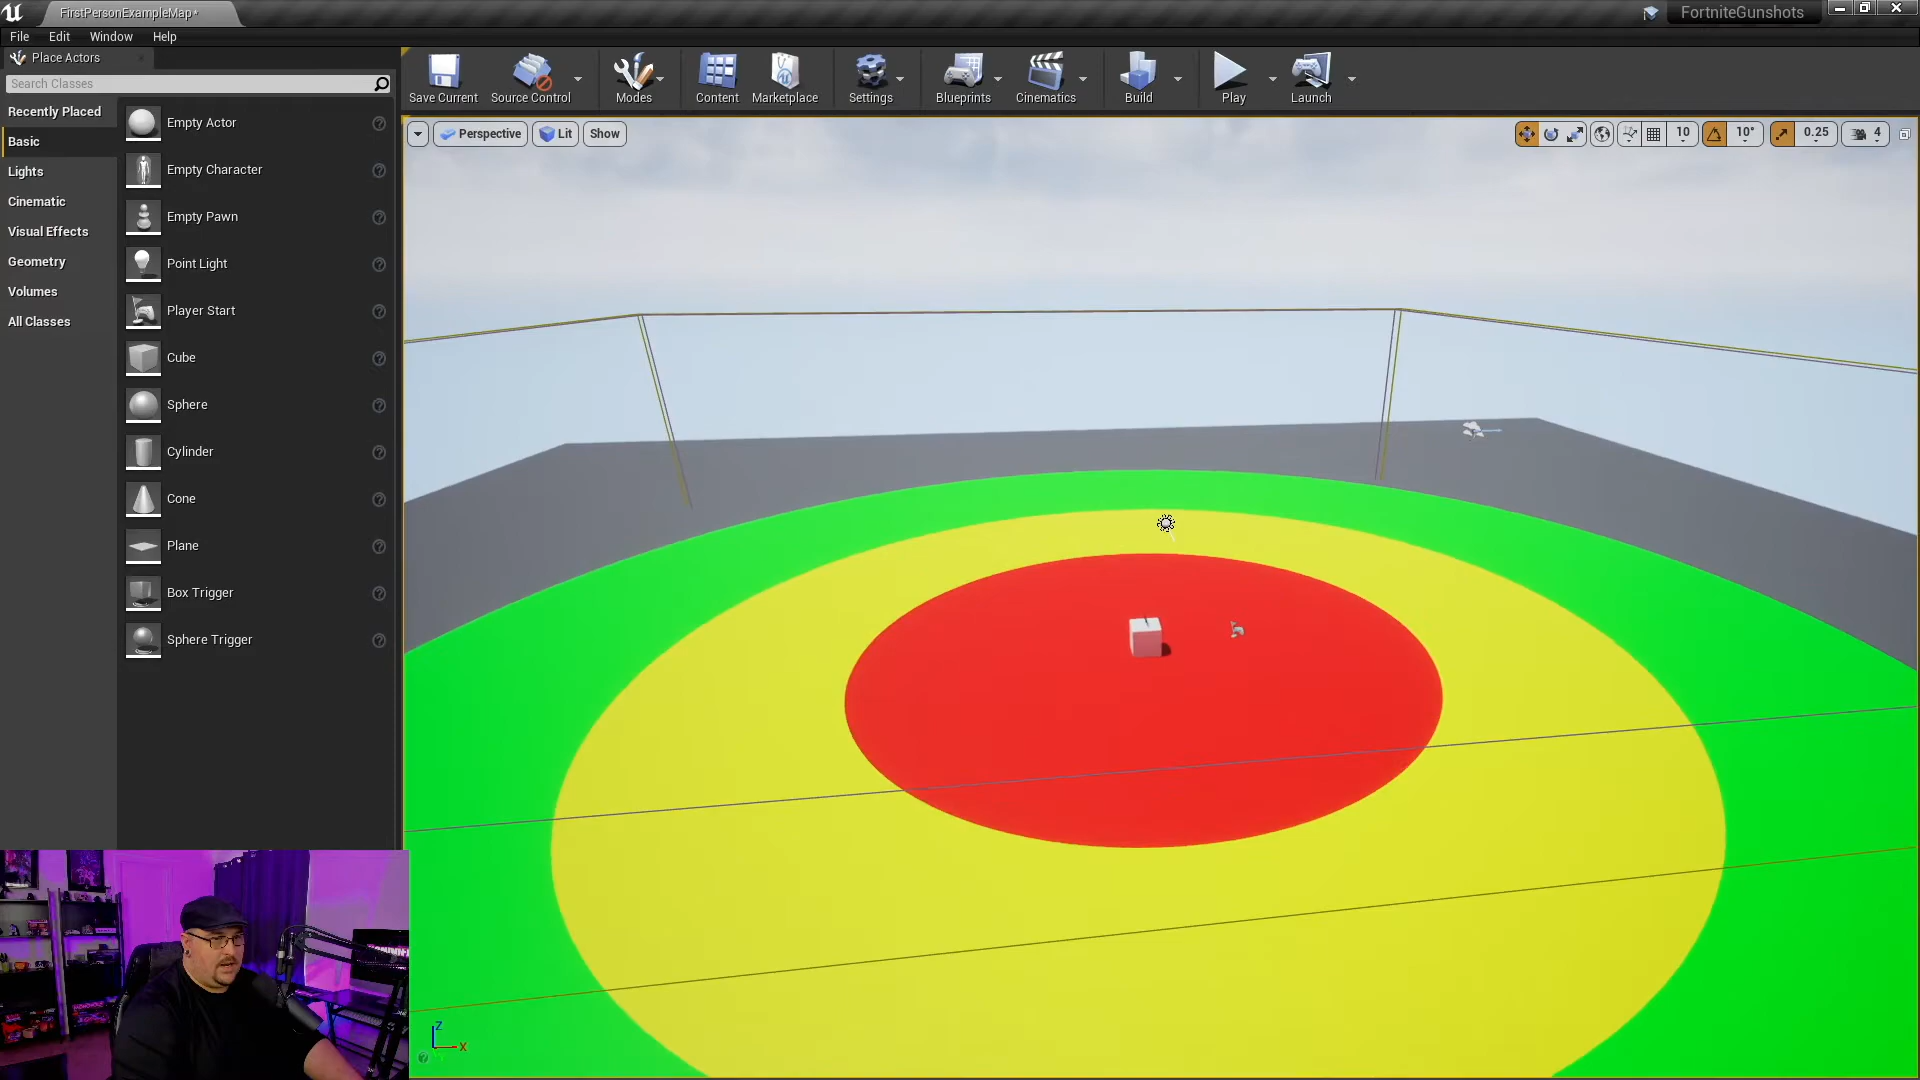 FirstPersonExampleMap*
FortniteGunshots
File Edit Window Help
Place Actors
Search Classes
Recently Placed
Basic
Lights
Cinematic
Visual Effects
Geometry
Volumes
All Classes
Empty Actor
Empty Character
Empty Pawn
Point Light
Player Start
Cube
Sphere
Cylinder
Cone
Plane
Box Trigger
Sphere Trigger
Save Current
Source Control
Modes
Content
Marketplace
Settings
Blueprints
Cinematics
Build
Play
Launch
Perspective
Lit
Show
10
10°
0.25
4
Z
X